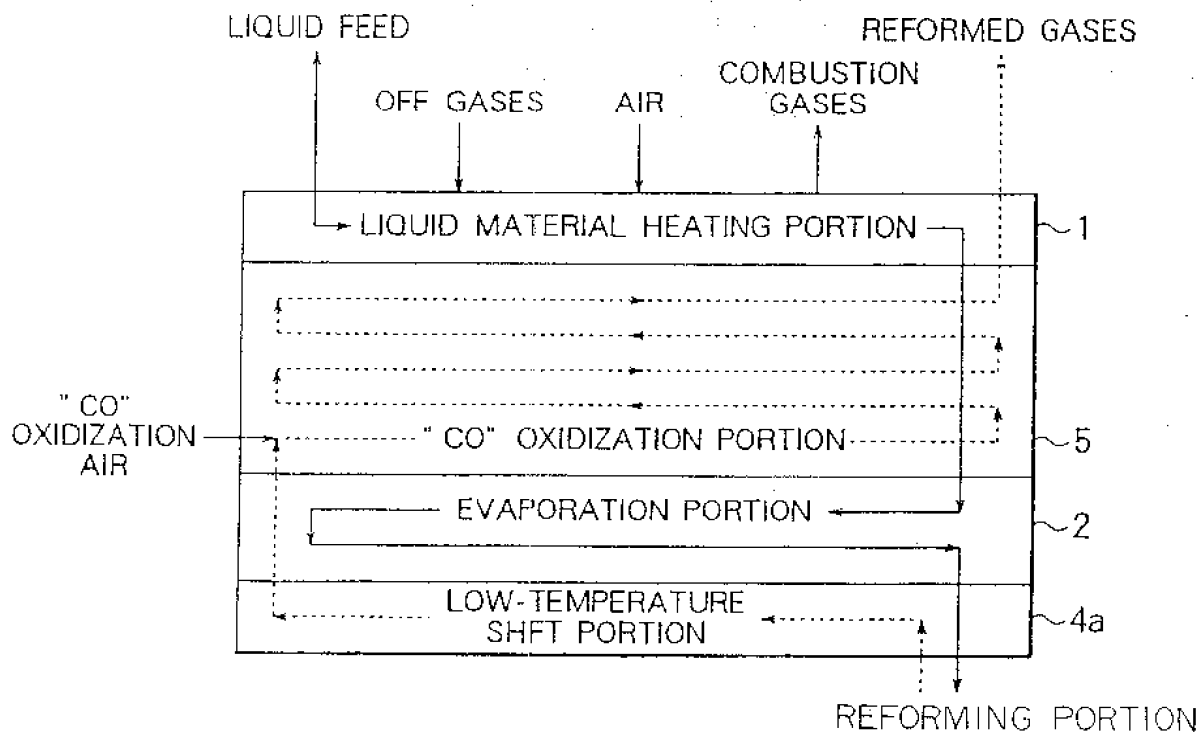 LIQUID FEED
REFORMED GASES
COMBUSTION
GASES
OFF GASES
AIR
LIQUID MATERIAL HEATING PORTION
1
"CO"
OXIDIZATION
AIR
"CO" OXIDIZATION PORTION
5
EVAPORATION PORTION
2
LOW-TEMPERATURE
SHFT PORTION
4a
REFORMING PORTION